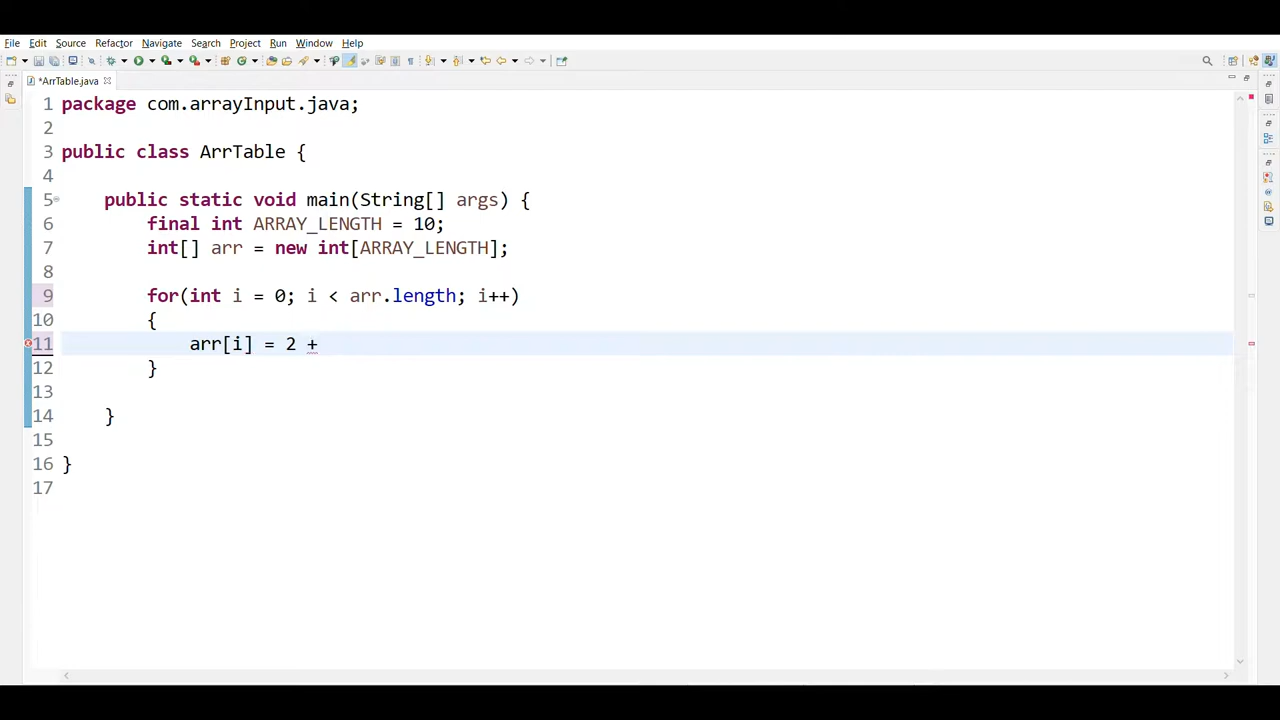 File Edit Source Refactor Navigate Search Project Run Window Help
*ArrTable.java
1 package com.arrayInput.java;
2
3 public class ArrTable {
4
5 public static void main(String[] args) {
6 final int ARRAY_LENGTH = 10;
7 int[] arr = new int[ARRAY_LENGTH];
8
9 for(int i = 0; i < arr.length; i++)
10 {
11 arr[i] = 2 +
12 }
13
14 }
15
16 }
17